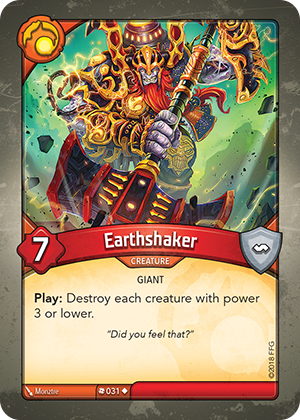 7
Earthshaker
CREATURE
GIANT
Play: Destroy each creature with power
3 or lower.
"Did you feel that?"
Monztre
031
©2018 FFG